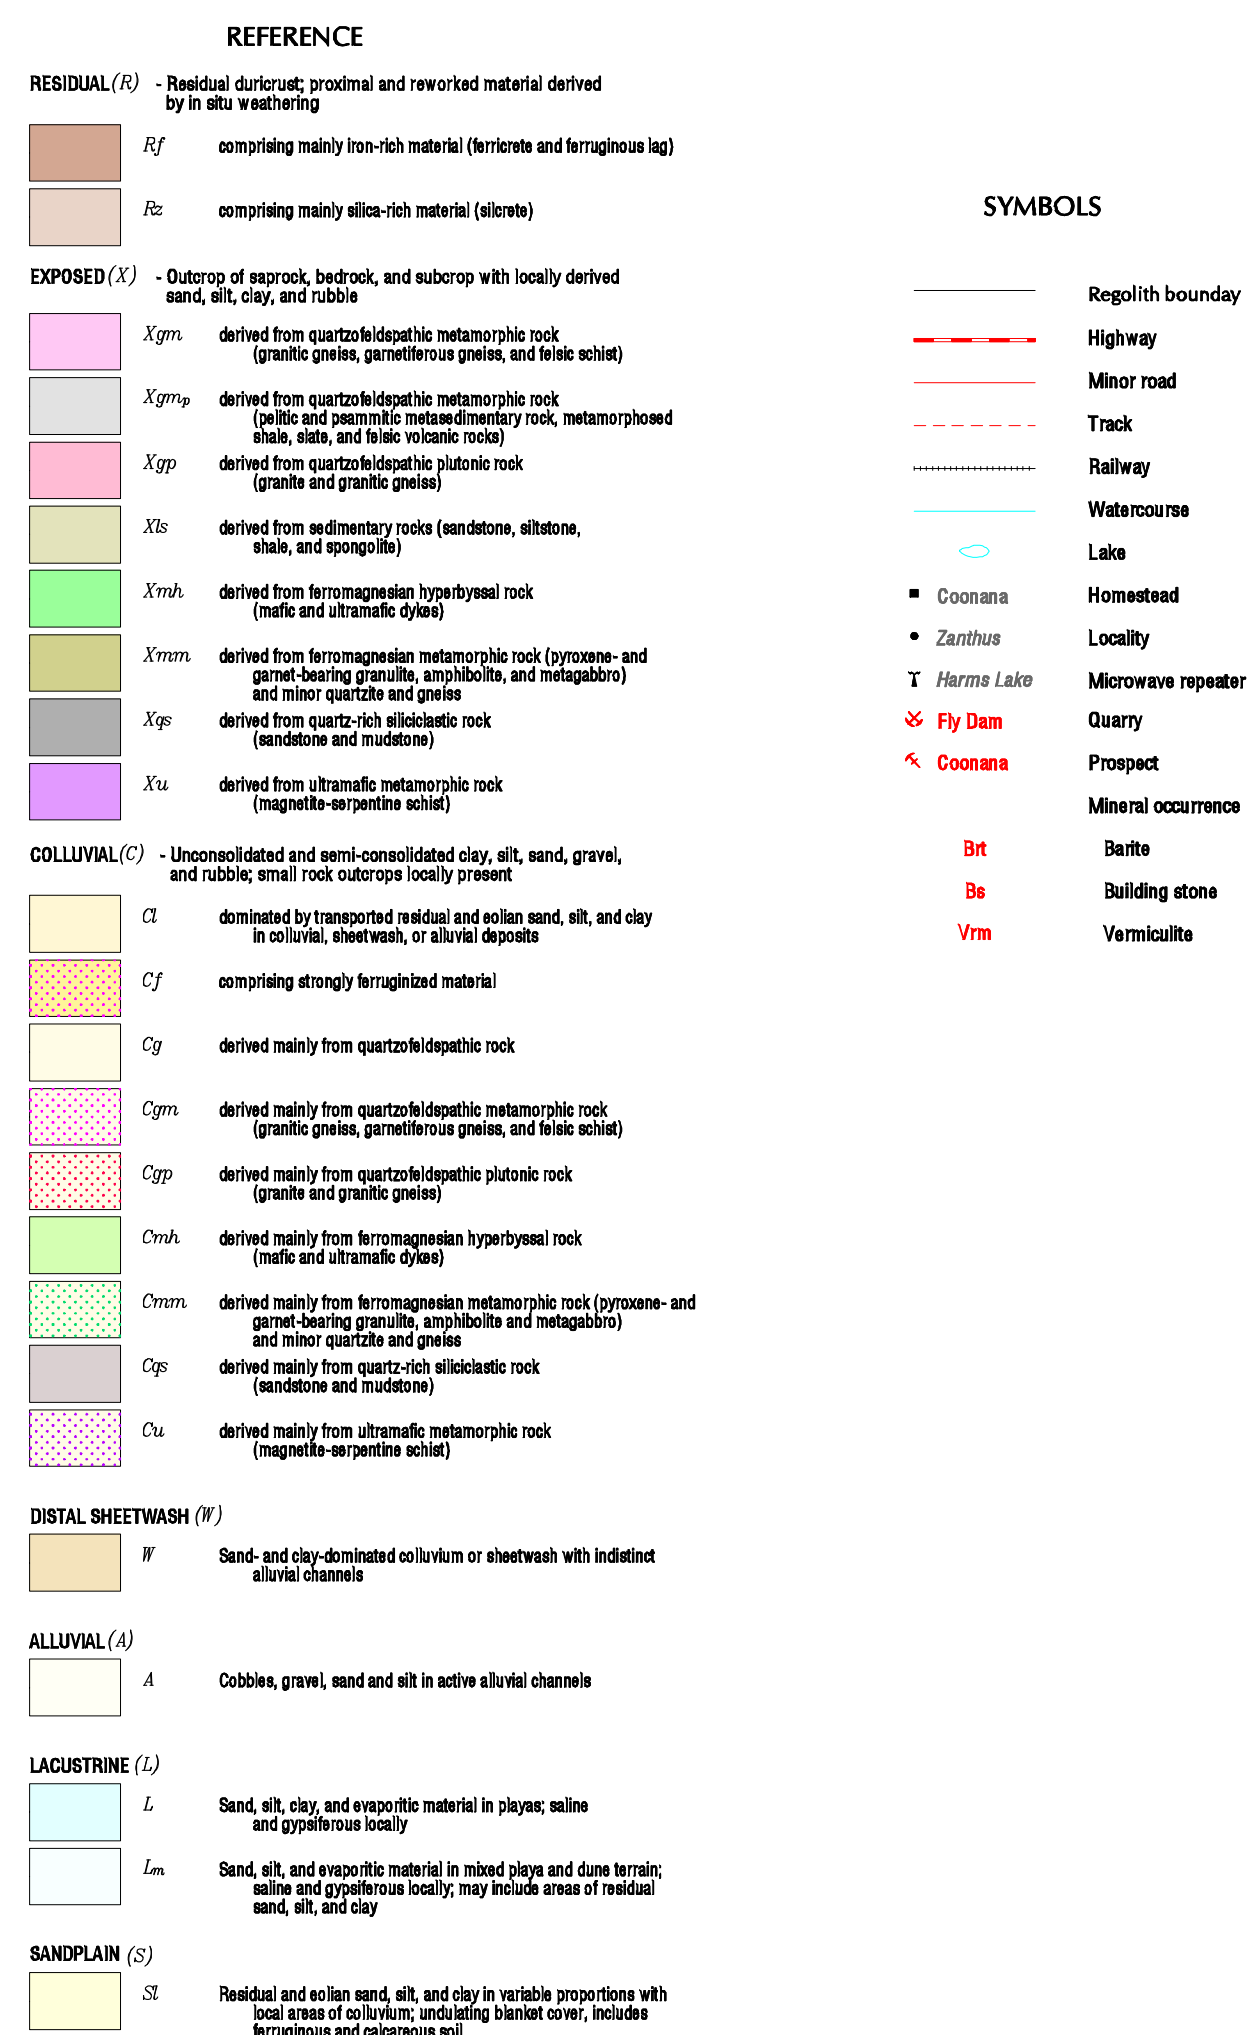 REFERENCE
RESIDUAL (R) - Residual duricrust; proximal and reworked material derived
by in situ weathering
Rf comprising mainly iron-rich material (ferricrete and ferruginous lag)
Rz comprising mainly silica-rich material (silcrete)
EXPOSED (X) - Outcrop of saprock, bedrock, and subcrop with locally derived
sand, silt, clay, and rubble
Xgm derived from quartzofeldspathic metamorphic rock
(granitic gneiss, garnetiferous gneiss, and felsic schist)
Xgmp derived from quartzofeldspathic metamorphic rock
(pelitic and psammitic metasedimentary rock, metamorphosed
shale, slate, and felsic volcanic rocks)
Xgp derived from quartzofeldspathic plutonic rock
(granite and granitic gneiss)
Xls derived from sedimentary rocks (sandstone, siltstone,
shale, and spongolite)
Xmh derived from ferromagnesian hyperbyssal rock
(mafic and ultramafic dykes)
Xmm derived from ferromagnesian metamorphic rock (pyroxene- and
garnet-bearing granulite, amphibolite, and metagabbro)
and minor quartzite and gneiss
Xqs derived from quartz-rich siliciclastic rock
(sandstone and mudstone)
Xu derived from ultramafic metamorphic rock
(magnetite-serpentine schist)
COLLUVIAL (C) - Unconsolidated and semi-consolidated clay, silt, sand, gravel,
and rubble; small rock outcrops locally present
Cl dominated by transported residual and eolian sand, silt, and clay
in colluvial, sheetwash, or alluvial deposits
Cf comprising strongly ferruginized material
Cg derived mainly from quartzofeldspathic rock
Cgm derived mainly from quartzofeldspathic metamorphic rock
(granitic gneiss, garnetiferous gneiss, and felsic schist)
Cgp derived mainly from quartzofeldspathic plutonic rock
(granite and granitic gneiss)
Cmh derived mainly from ferromagnesian hyperbyssal rock
(mafic and ultramafic dykes)
Cmm derived mainly from ferromagnesian metamorphic rock (pyroxene- and
garnet-bearing granulite, amphibolite and metagabbro)
and minor quartzite and gneiss
Cqs derived mainly from quartz-rich siliciclastic rock
(sandstone and mudstone)
Cu derived mainly from ultramafic metamorphic rock
(magnetite-serpentine schist)
DISTAL SHEETWASH (W)
W Sand- and clay-dominated colluvium or sheetwash with indistinct
alluvial channels
ALLUVIAL (A)
A Cobbles, gravel, sand and silt in active alluvial channels
LACUSTRINE (L)
L Sand, silt, clay, and evaporitic material in playas; saline
and gypsiferous locally
Lm Sand, silt, and evaporitic material in mixed playa and dune terrain;
saline and gypsiferous locally; may include areas of residual
sand, silt, and clay
SANDPLAIN (S)
Sl Residual and eolian sand, silt, and clay in variable proportions with
local areas of colluvium; undulating blanket cover, includes
ferruginous and calcareous soil
SYMBOLS
Regolith bounday
Highway
Minor road
Track
Railway
Watercourse
Lake
Coonana Homestead
Zanthus Locality
Harms Lake Microwave repeater
Fly Dam Quarry
Coonana Prospect
Mineral occurrence
Brt Barite
Bs Building stone
Vrm Vermiculite